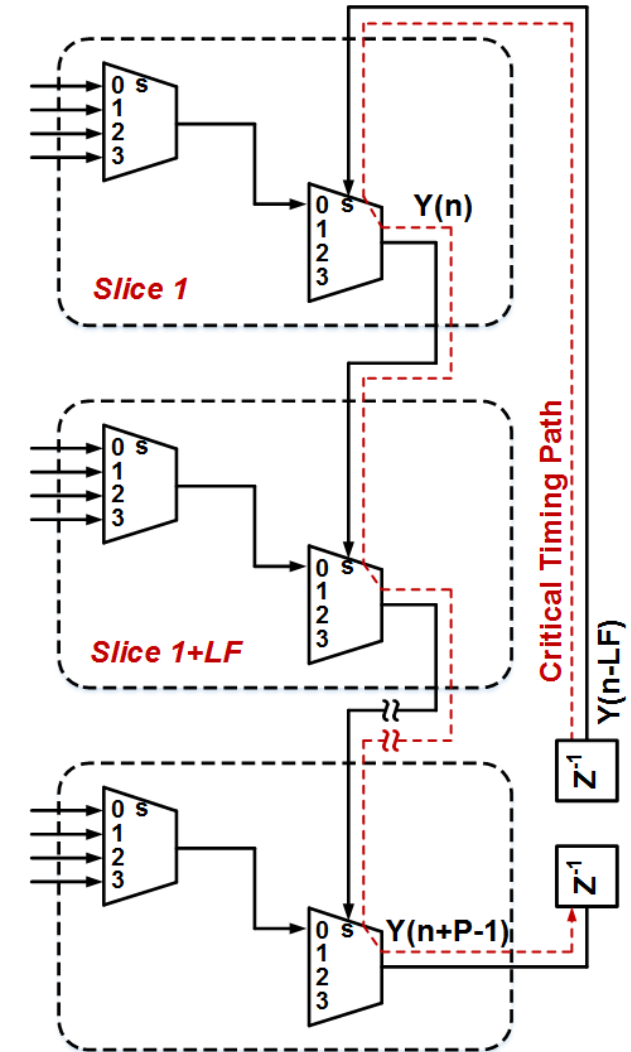 0 s
1
2
3
0
s
1
2
3
Y(n)
Slice 1
0 s
1
2
3
0
s
1
2
3
Slice 1+LF
Critical Timing Path
Y(n-LF)
Z-1
0 s
1
2
3
0
s
1
2
3
Y(n+P-1)
Z-1